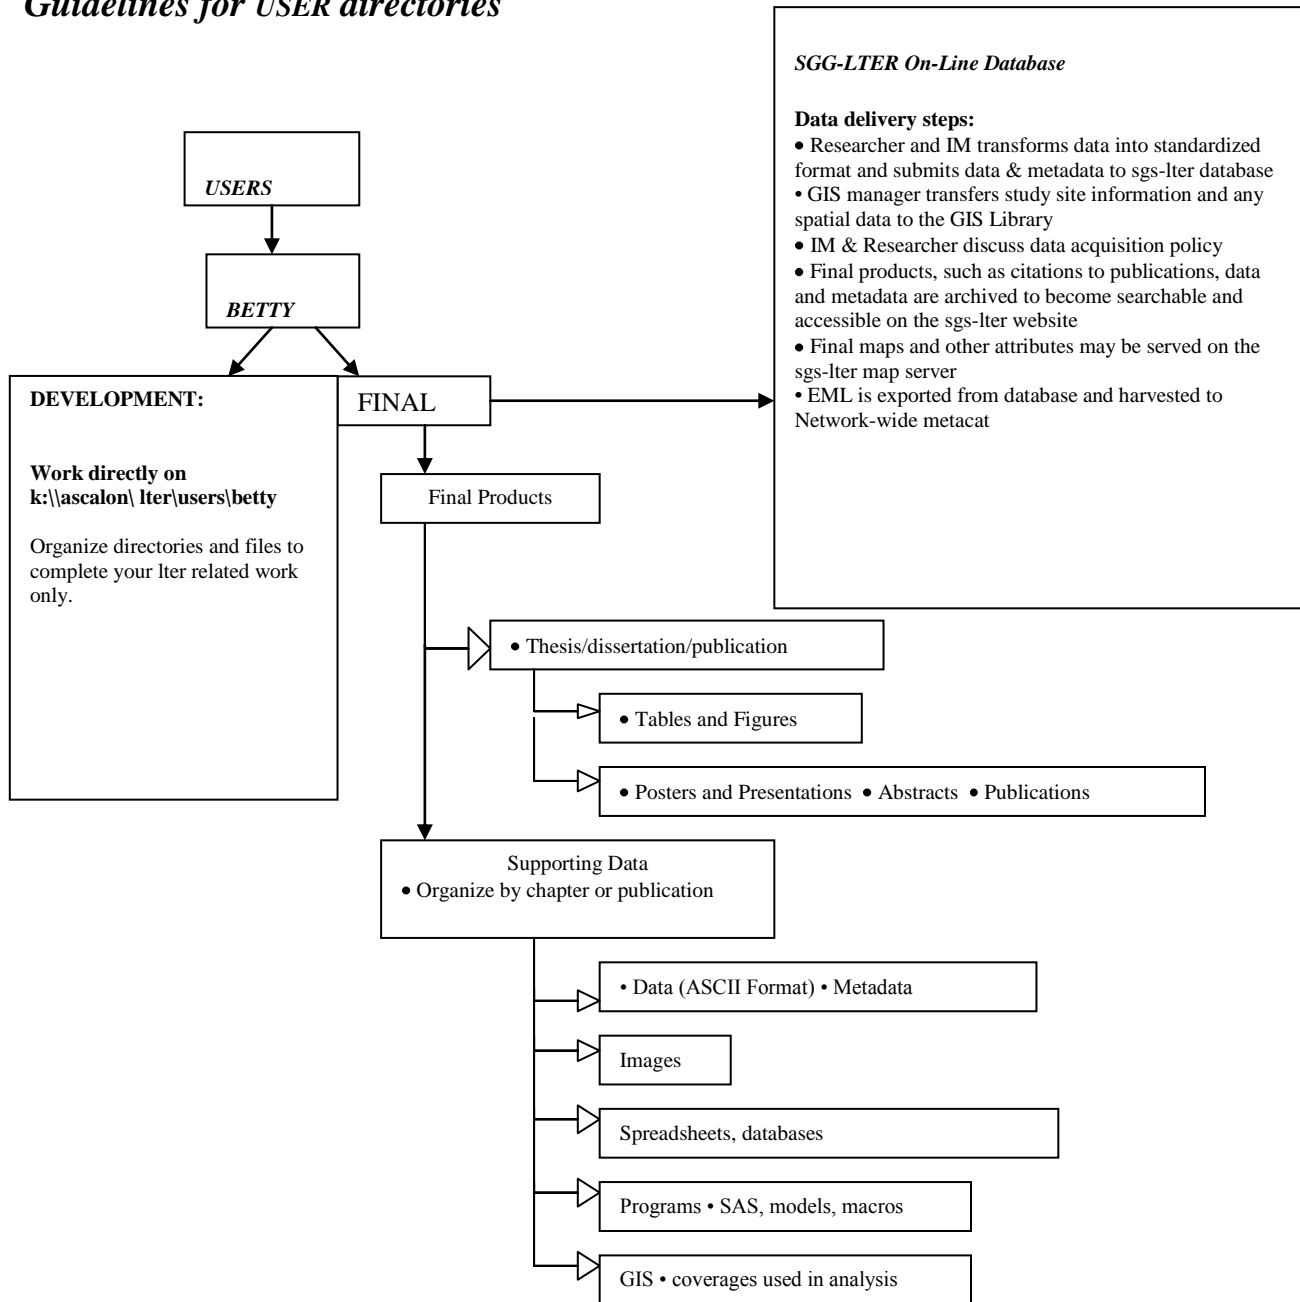 Guidelines for USER directories
SGG-LTER On-Line Database
Data delivery steps:
• Researcher and IM transforms data into standardized
format and submits data & metadata to sgs-lter database
• GIS manager transfers study site information and any
spatial data to the GIS Library
• IM & Researcher discuss data acquisition policy
• Final products, such as citations to publications, data
and metadata are archived to become searchable and
accessible on the sgs-lter website
• Final maps and other attributes may be served on the
sgs-lter map server
• EML is exported from database and harvested to
Network-wide metacat
USERS
BETTY
DEVELOPMENT:
Work directly on
k:\\ascalon\ lter\users\betty
Organize directories and files to
complete your lter related work
only.
FINAL
Final Products
• Thesis/dissertation/publication
• Tables and Figures
• Posters and Presentations • Abstracts • Publications
Supporting Data
• Organize by chapter or publication
• Data (ASCII Format) • Metadata
Images
Spreadsheets, databases
Programs • SAS, models, macros
GIS • coverages used in analysis